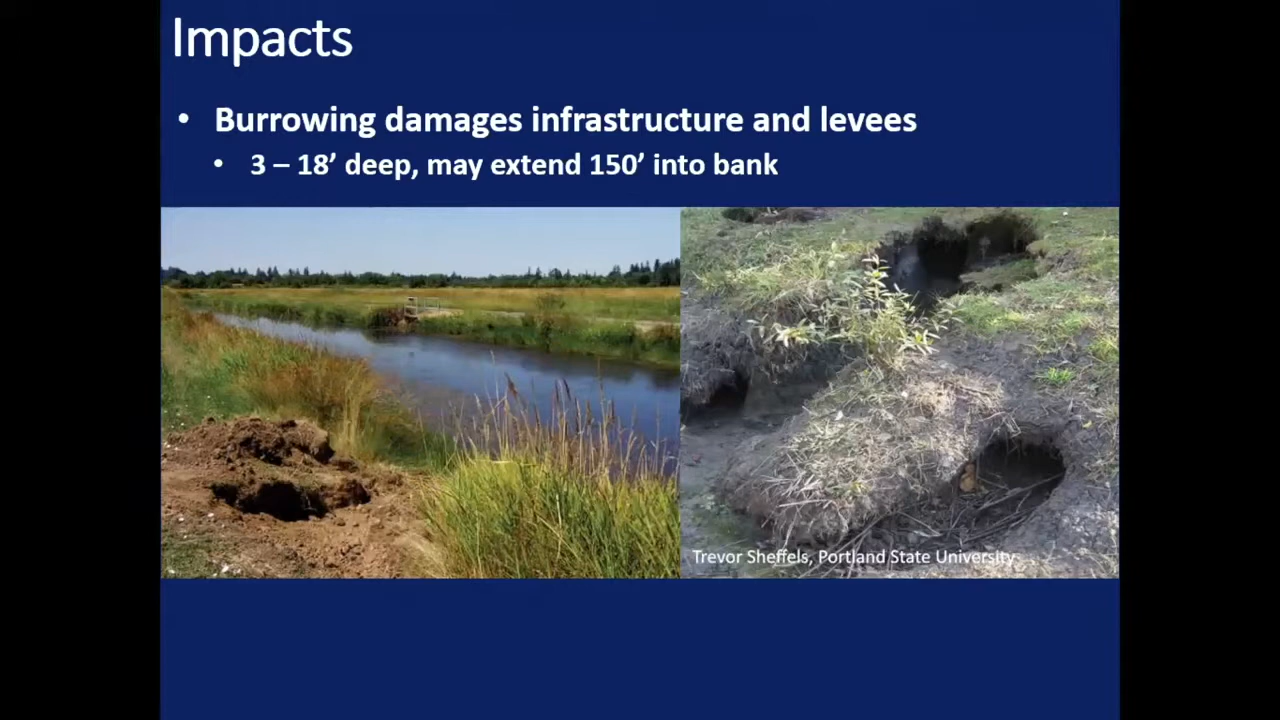 Impacts
• Burrowing damages infrastructure and levees
• 3 – 18’ deep, may extend 150’ into bank
Trevor Sheffels, Portland State University